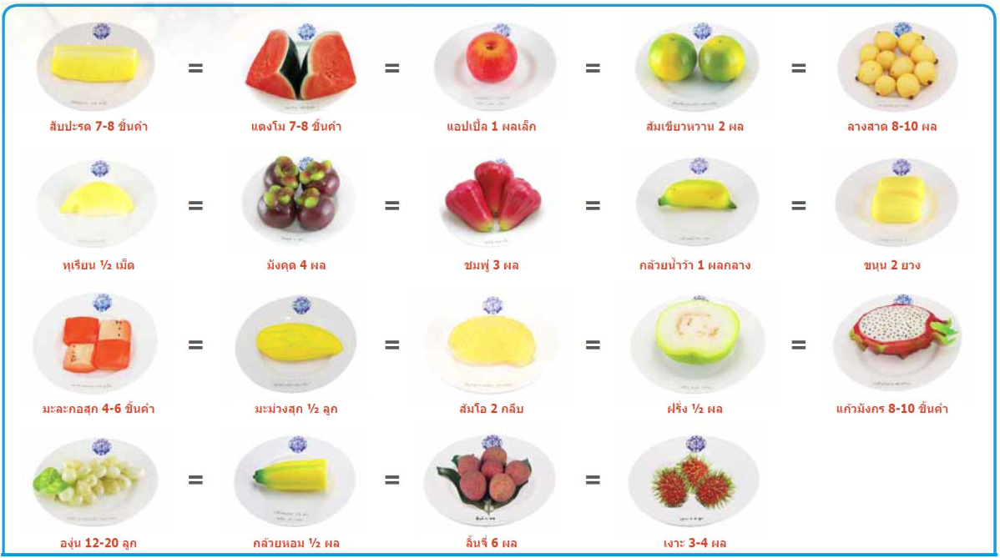 สับปะรด 7-8 ชิ้นคำ
แตงโม 7-8 ชิ้นคำ
แอปเปิ้ล 1 ผลเล็ก
ส้มเขียวหวาน 2 ผล
ลางสาด 8-10 ผล
ทุเรียน ½ เม็ด
มังคุด 4 ผล
ชมพู่ 3 ผล
กล้วยน้ำว้า 1 ผลกลาง
ขนุน 2 ยวง
มะละกอสุก 4-6 ชิ้นคำ
มะม่วงสุก ½ ลูก
ส้มโอ 2 กลีบ
ฝรั่ง ½ ผล
แก้วมังกร 8-10 ชิ้นคำ
องุ่น 12-20 ลูก
กล้วยหอม ½ ผล
ลิ้นจี่ 6 ผล
เงาะ 3-4 ผล